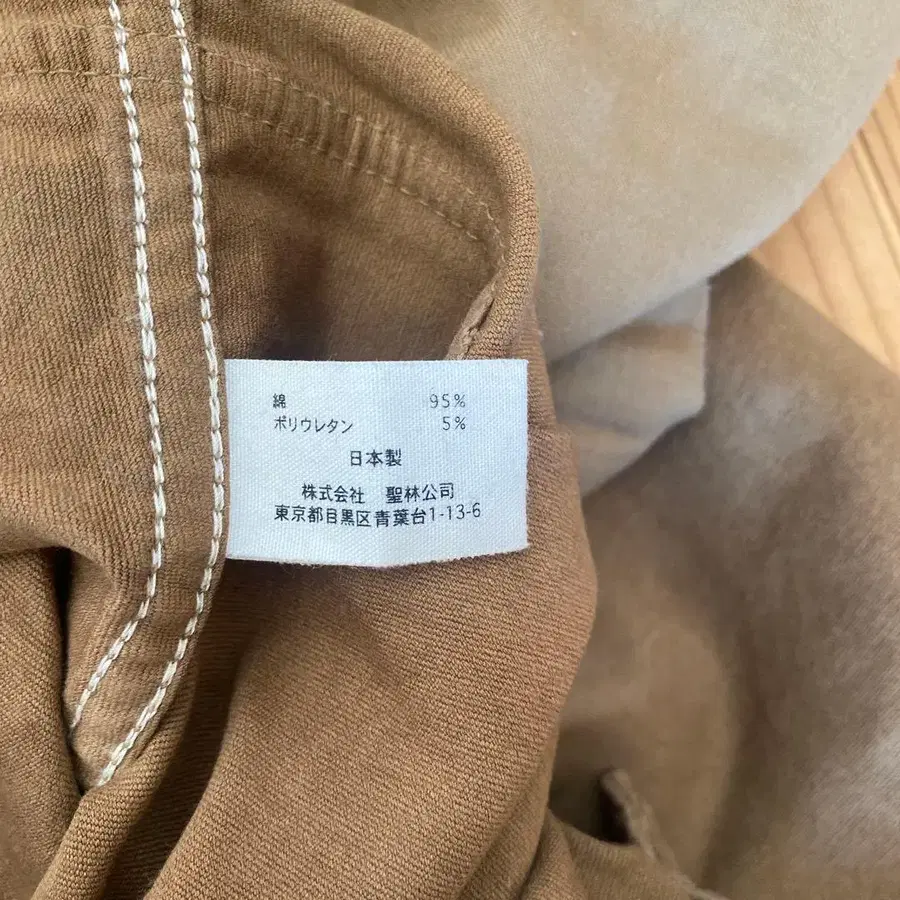 綿 95%
ポリウレタン 5%
日本製
株式会社 聖林公司
東京都目黒区青葉台1-13-6